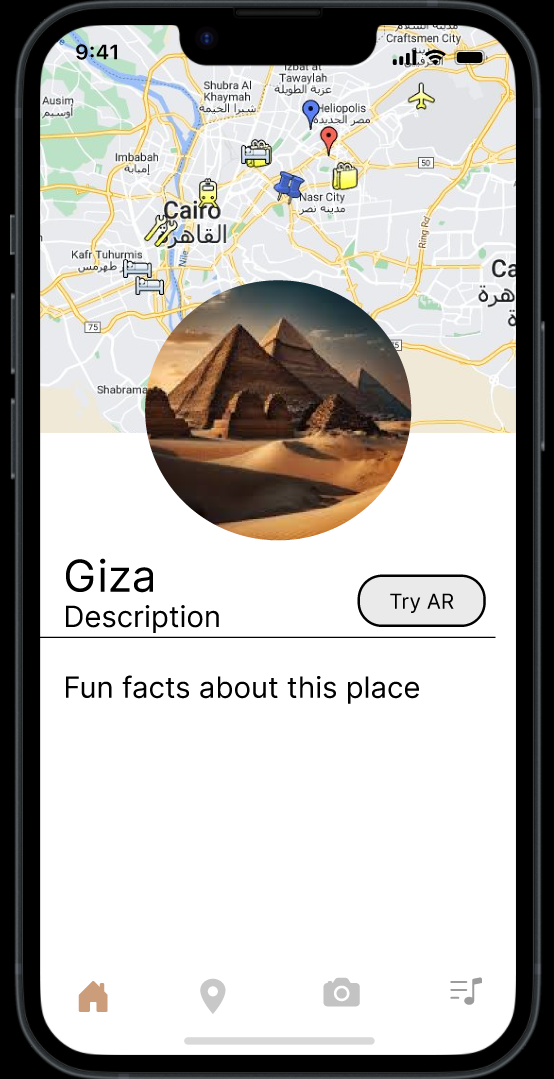 9:41
Craftsmen City
Izbat at
Tawaylah
عزبة الطويلة
Shubra Al
Khaymah
شبرا الخيمة
Ausim
أوسيم
Heliopolis
مصر الجديدة
Imbabah
إمبابة
50
Nasr City
مدينة نصر
Cairo
القاهرة
Ring Rd
Nile
Kafr Tuhurmis
طهرمس
Ca
75
Shabrama
Giza
Description
Try AR
Fun facts about this place